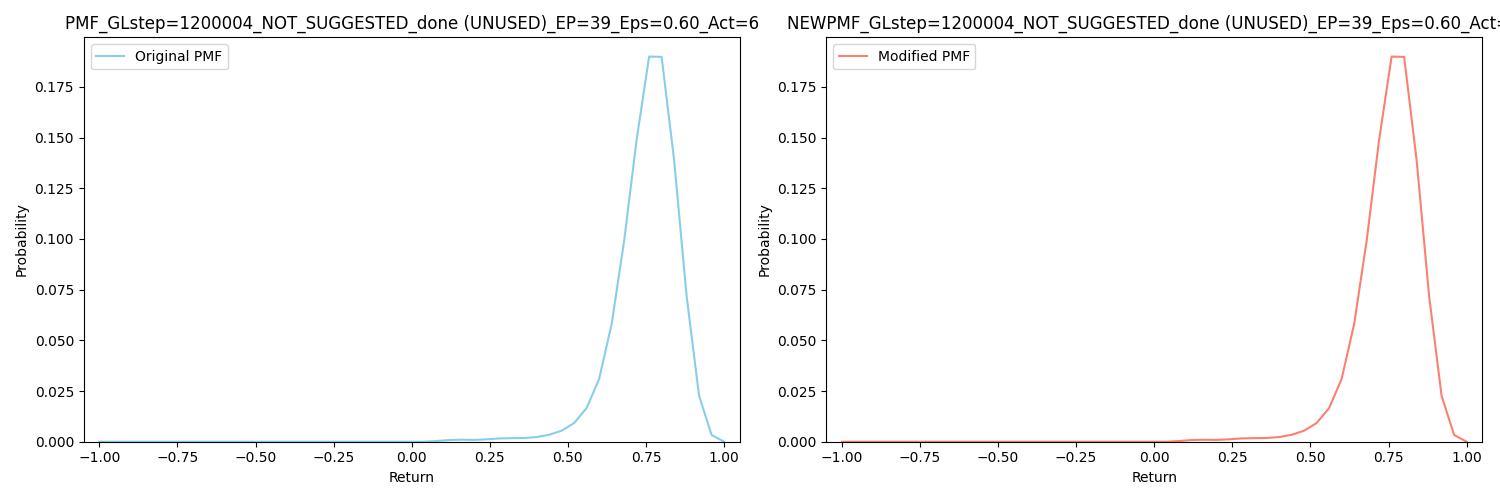 PMF_GLstep=1200004_NOT_SUGGESTED_done (UNUSED)_EP=39_Eps=0.60_Act=6
Original PMF
Probability
0.175
0.150
0.125
0.100
0.075
0.050
0.025
0.000
−1.00 −0.75 −0.50 −0.25 0.00 0.25 0.50 0.75 1.00
Return
NEWPMF_GLstep=1200004_NOT_SUGGESTED_done (UNUSED)_EP=39_Eps=0.60_Act=
Modified PMF
Probability
0.175
0.150
0.125
0.100
0.075
0.050
0.025
0.000
−1.00 −0.75 −0.50 −0.25 0.00 0.25 0.50 0.75 1.00
Return